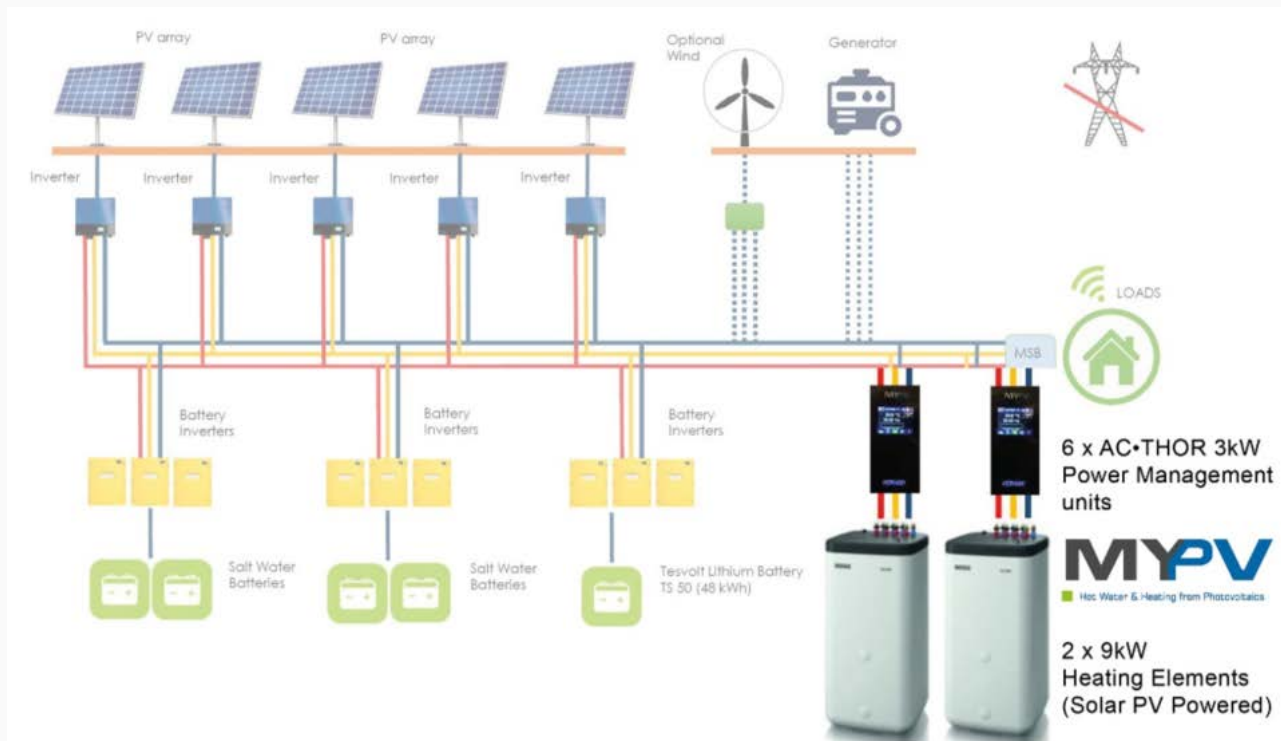 PV array
PV array
Optional
Wind
Generator
Inverter
Inverter
Inverter
Inverter
Inverter
LOADS
MSB
Battery
Inverters
Battery
Inverters
Battery
Inverters
6 x AC•THOR 3kW
Power Management
units
Salt Water
Batteries
Salt Water
Batteries
Tesvolt Lithium Battery
TS 50 (48 kWh)
MYPV
Hot Water & Heating from Photovoltaics
2 x 9kW
Heating Elements
(Solar PV Powered)